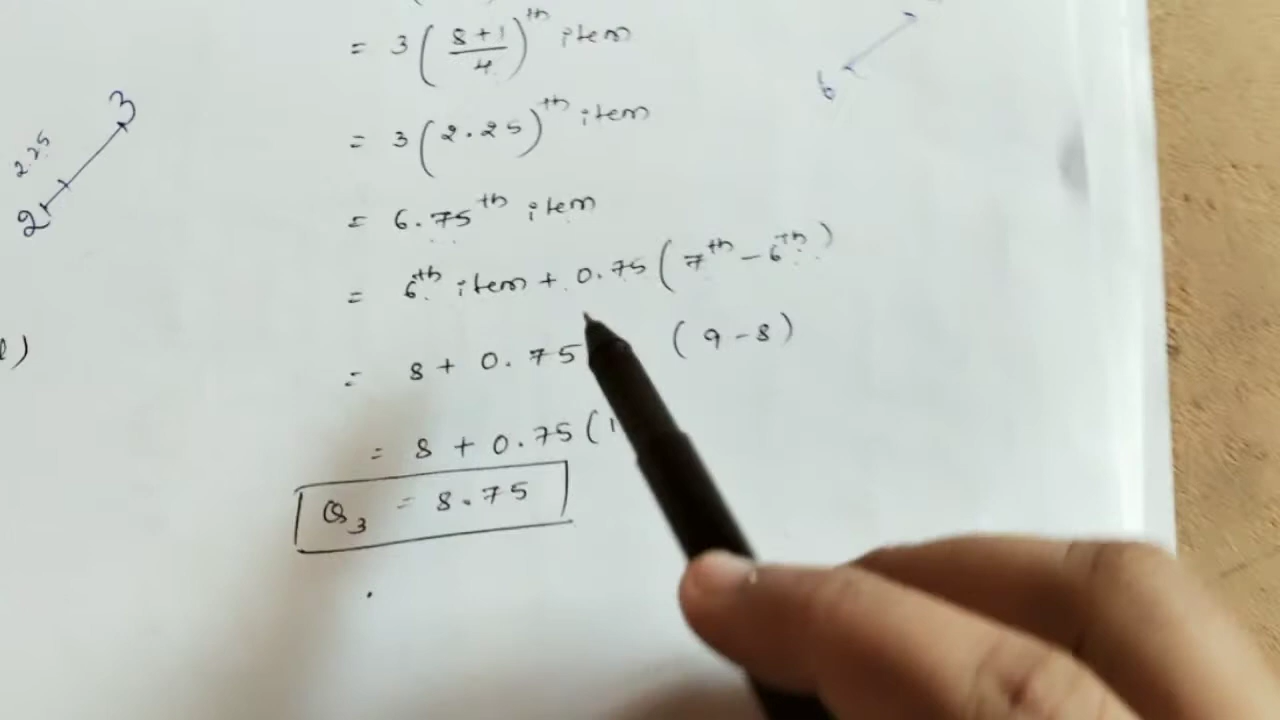 = 3 ( 8+1 / 4 )th item
3
= 3 ( 2.25 )th item
2.25
2
6
= 6.75th item
= 6th item + 0.75 ( 7th - 6th )
= 8 + 0.75 ( 9 - 8 )
= 8 + 0.75 ( 1
Q3 = 8.75